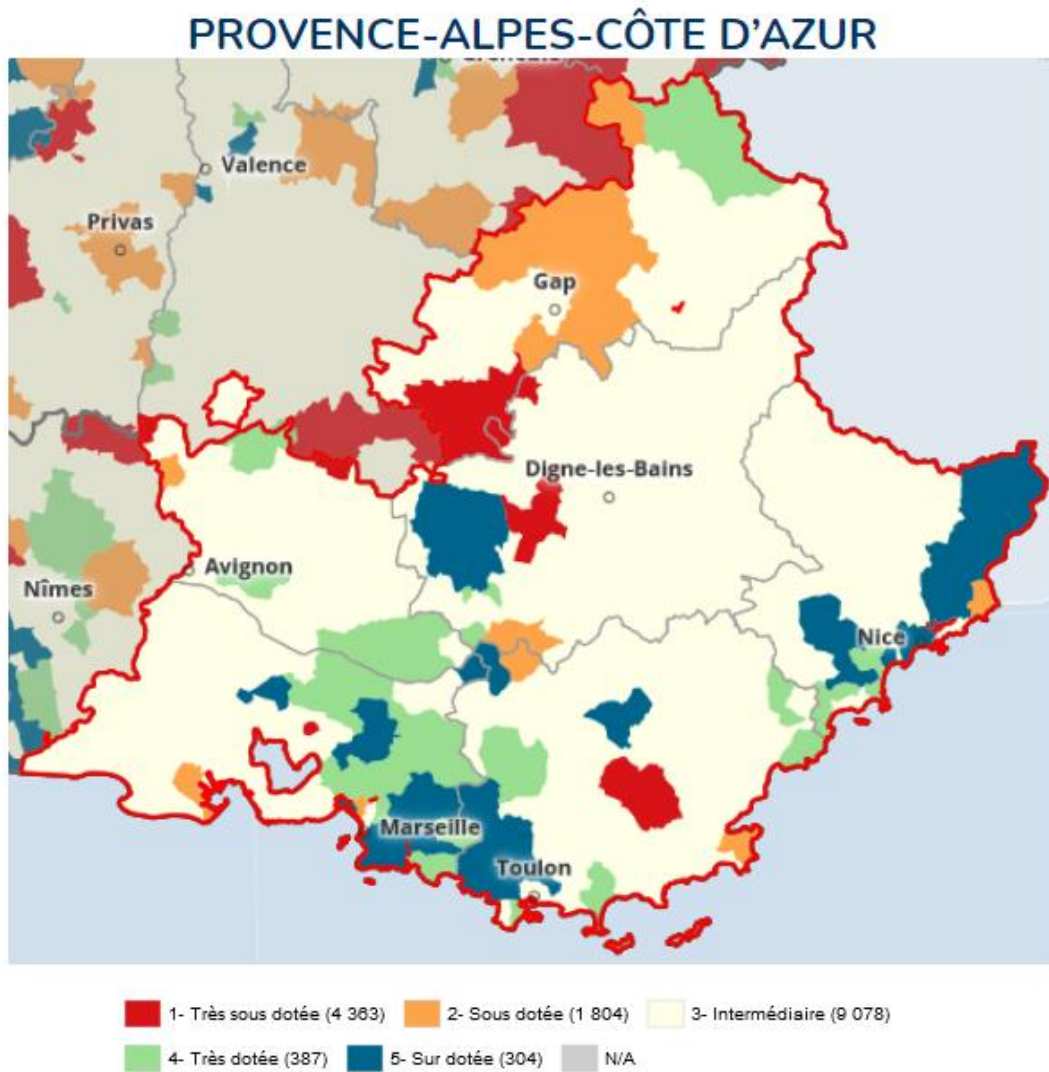 PROVENCE-ALPES-CÔTE D'AZUR
Valence
Privas
Gap
Digne-les-Bains
Avignon
Nîmes
Nice
Marseille
Toulon
1- Très sous dotée (4 363) 2- Sous dotée (1 804) 3- Intermédiaire (9 078)
4- Très dotée (387) 5- Sur dotée (304) N/A